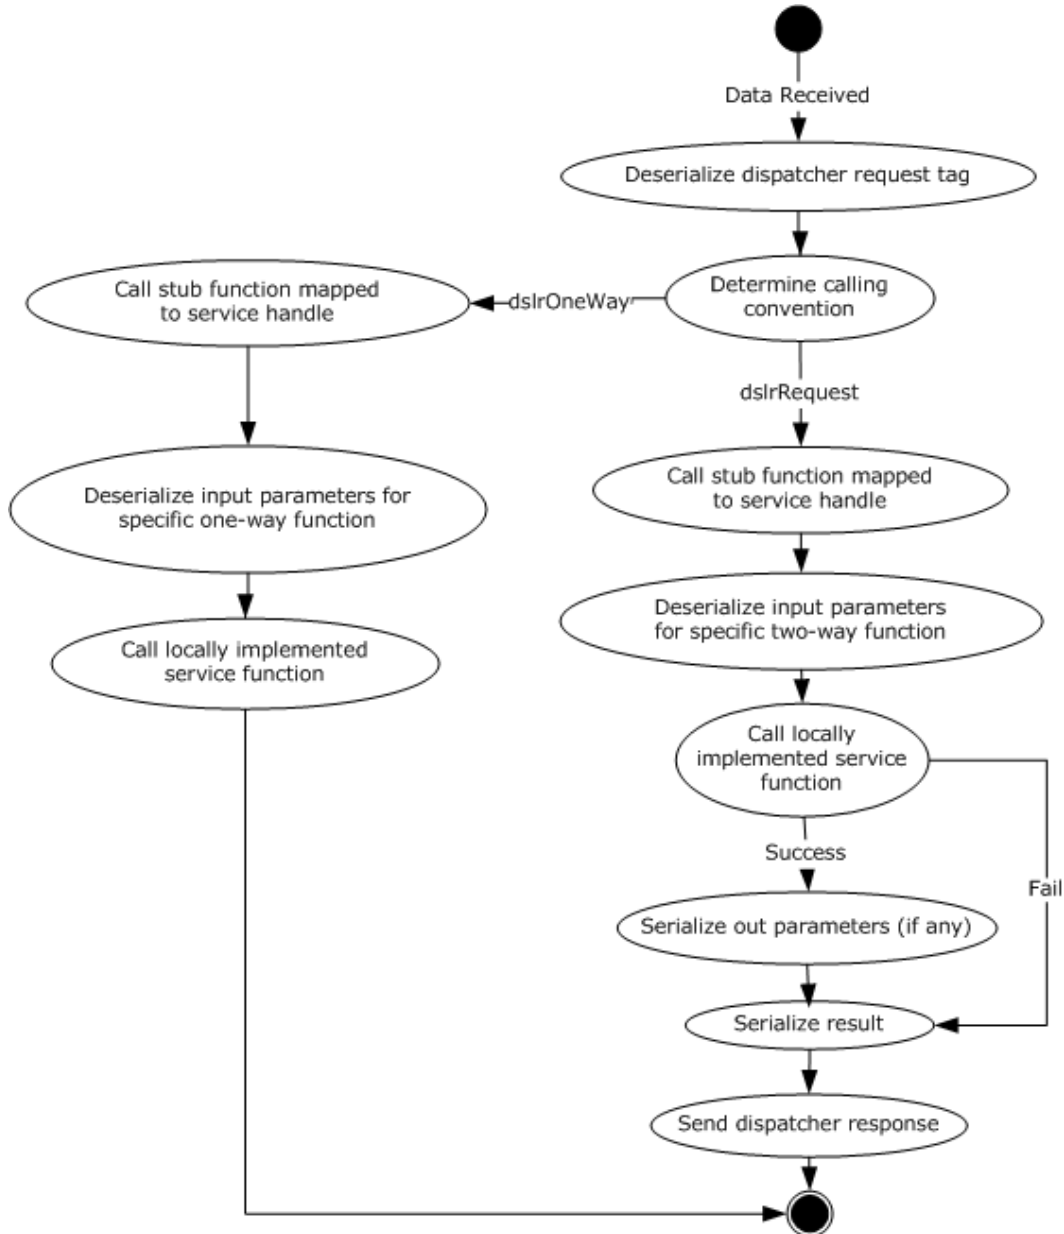 Data Received
Deserialize dispatcher request tag
Determine calling
convention
dslrOneWay
Call stub function mapped
to service handle
Deserialize input parameters for
specific one-way function
Call locally implemented
service function
dslrRequest
Call stub function mapped
to service handle
Deserialize input parameters
for specific two-way function
Call locally
implemented service
function
Success
Fail
Serialize out parameters (if any)
Serialize result
Send dispatcher response